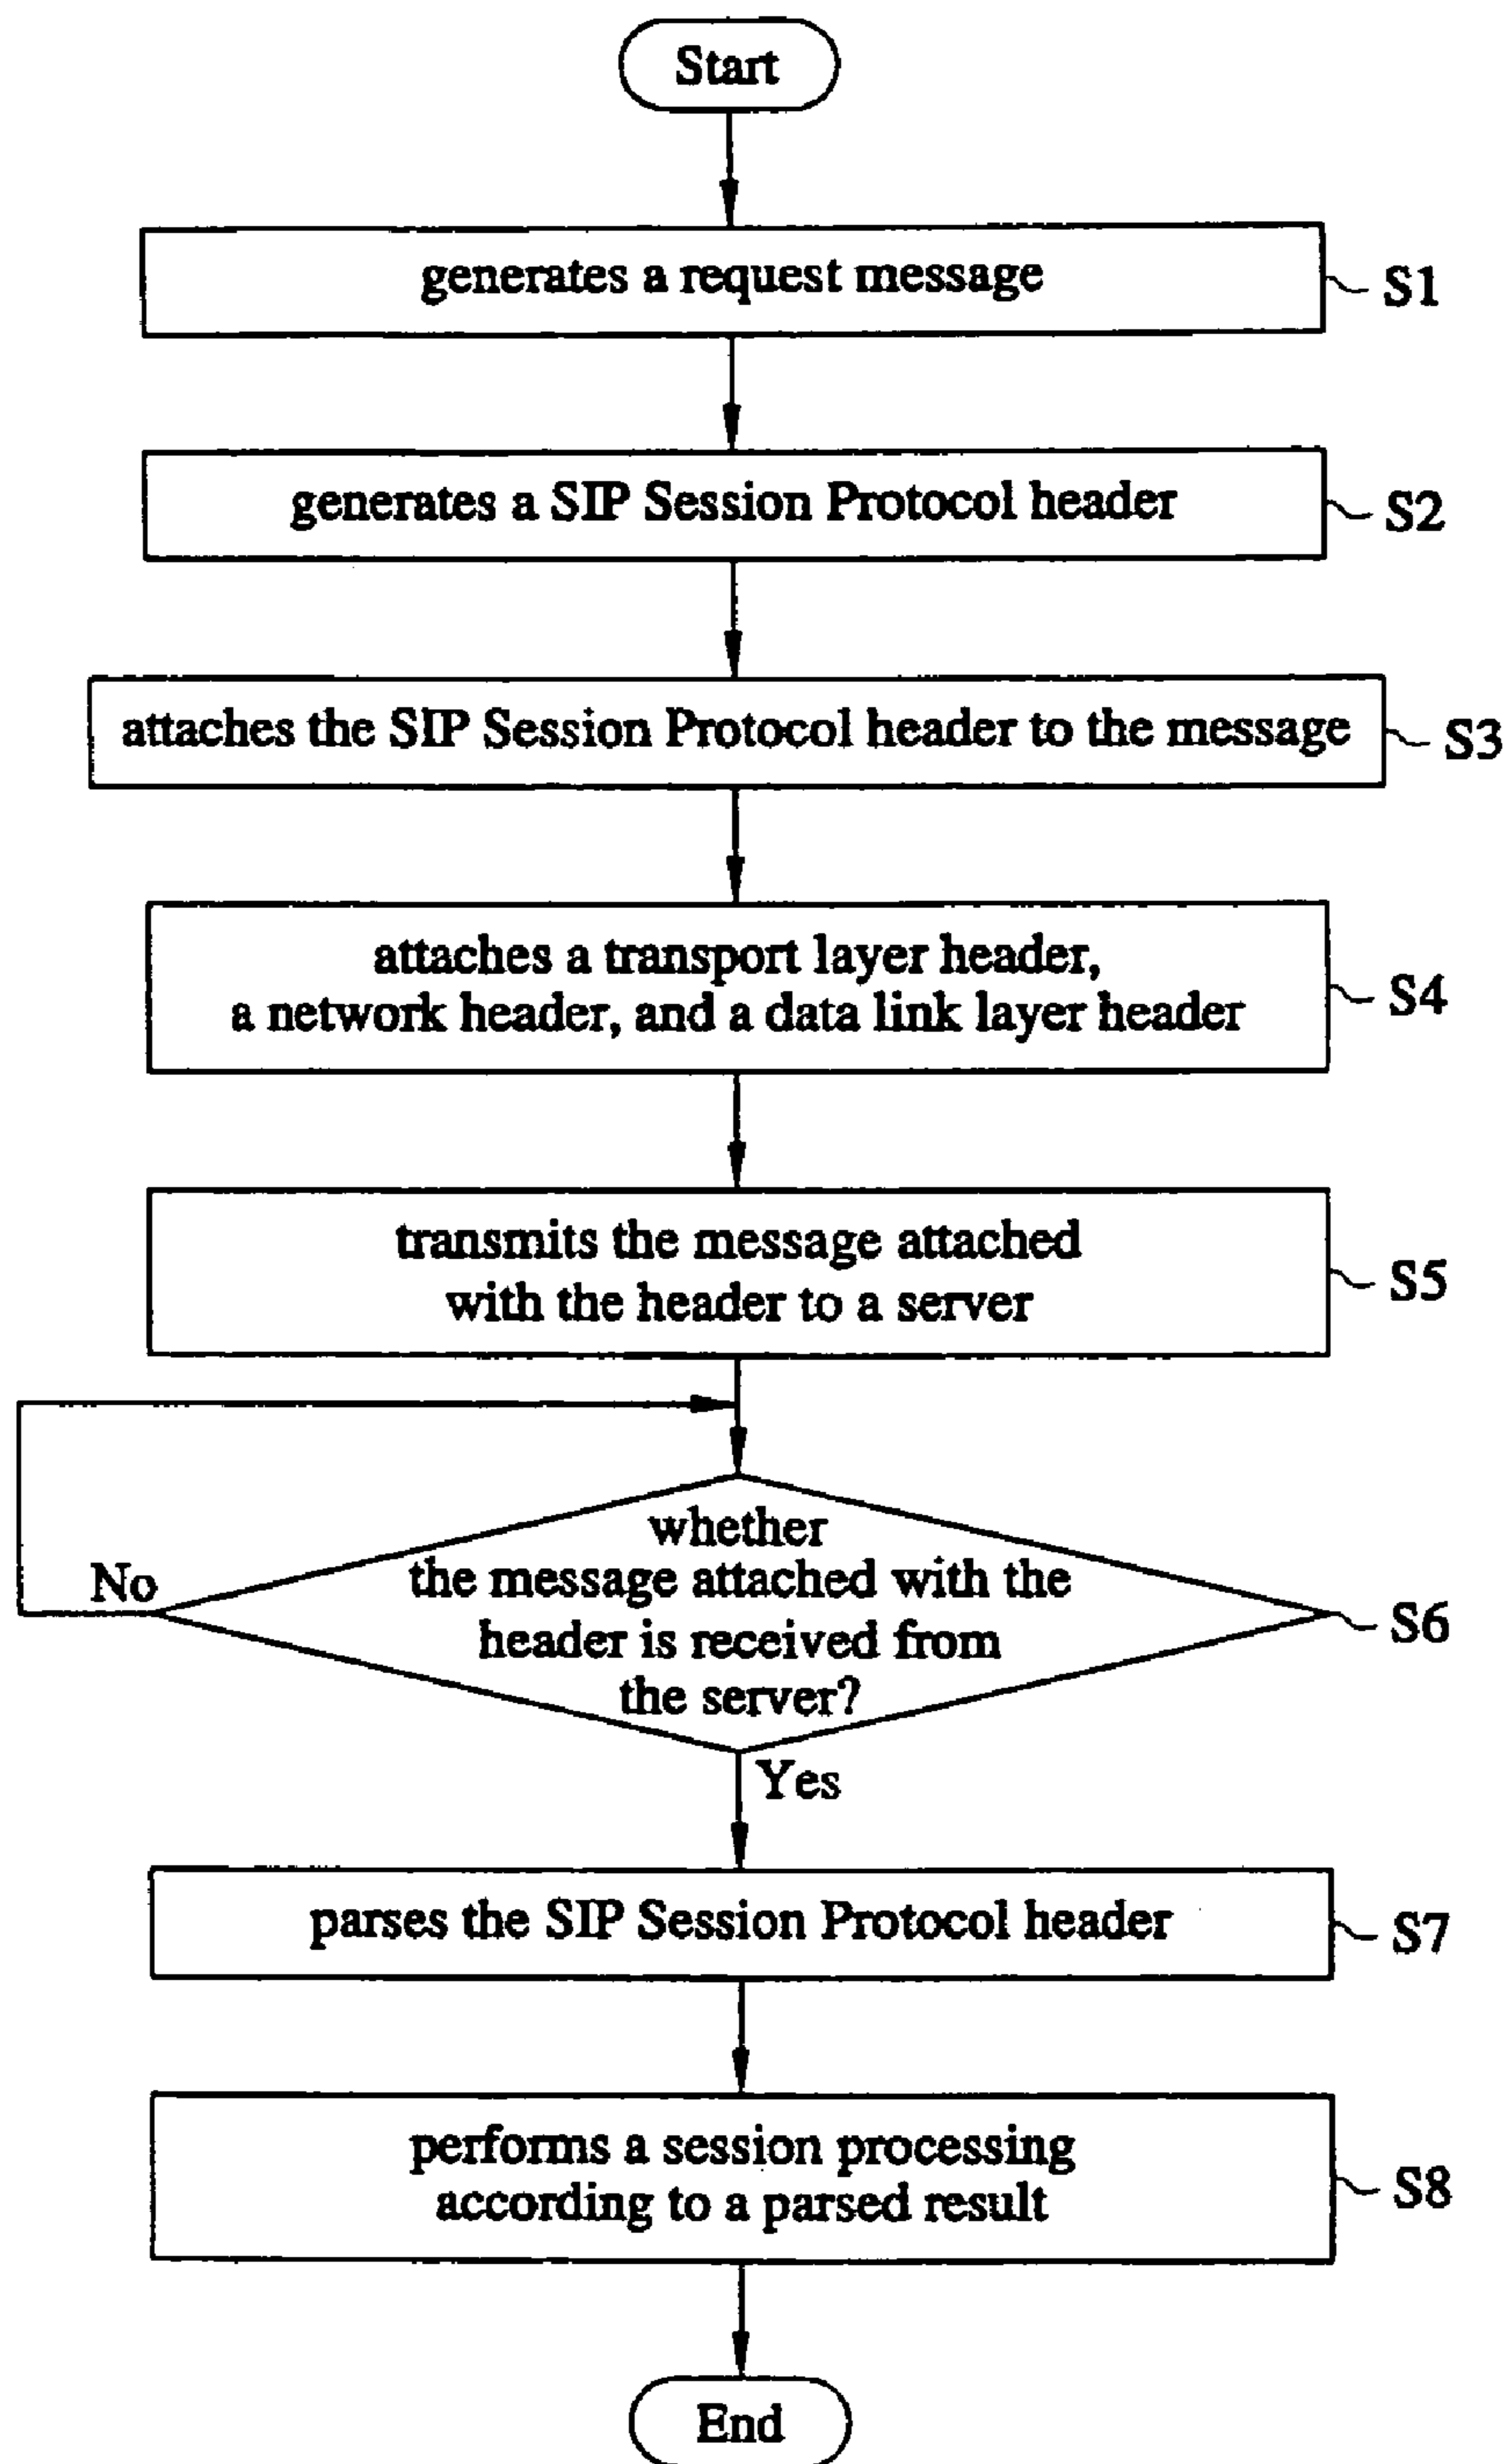 Start
generates a request message
S1
generates a SIP Session Protocol header
S2
attaches the SIP Session Protocol header to the message
S3
attaches a transport layer header,
a network header, and a data link layer header
S4
transmits the message attached
with the header to a server
S5
No
whether
the message attached with the
header is received from
the server?
S6
Yes
parses the SIP Session Protocol header
S7
performs a session processing
according to a parsed result
S8
End